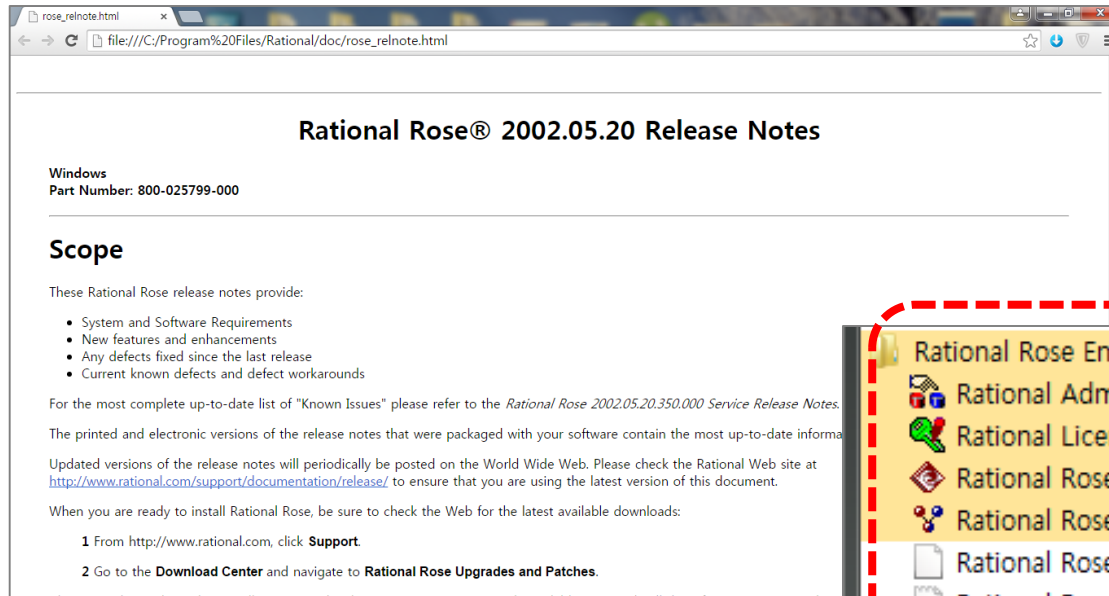 rose_relnote.html
file:///C:/Program%20Files/Rational/doc/rose_relnote.html
Rational Rose® 2002.05.20 Release Notes
Windows
Part Number: 800-025799-000
Scope
These Rational Rose release notes provide:
System and Software Requirements
New features and enhancements
Any defects fixed since the last release
Current known defects and defect workarounds
For the most complete up-to-date list of "Known Issues" please refer to the Rational Rose 2002.05.20.350.000 Service Release Notes.
The printed and electronic versions of the release notes that were packaged with your software contain the most up-to-date informa
Updated versions of the release notes will periodically be posted on the World Wide Web. Please check the Rational Web site at
http://www.rational.com/support/documentation/release/ to ensure that you are using the latest version of this document.
When you are ready to install Rational Rose, be sure to check the Web for the latest available downloads:
1 From http://www.rational.com, click Support.
2 Go to the Download Center and navigate to Rational Rose Upgrades and Patches.
Rational Rose En
Rational Adm
Rational Lice
Rational Rose
Rational Rose
Rational Rose